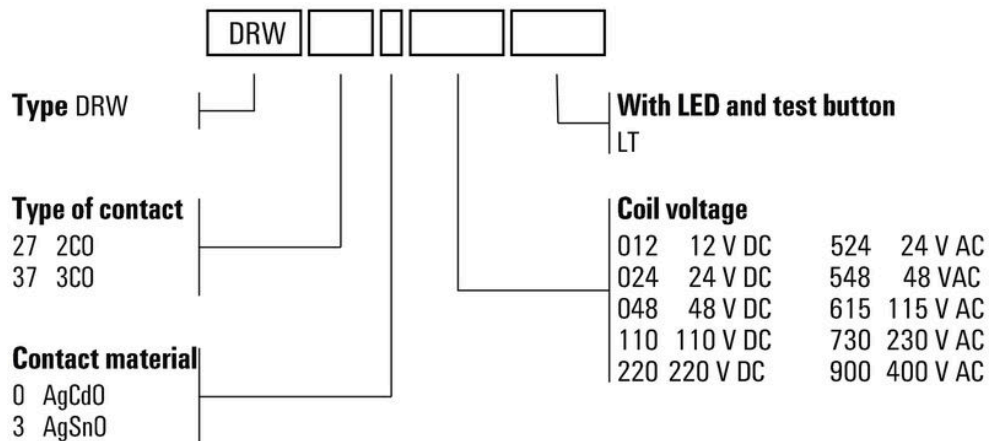 DRW
Type DRW
With LED and test button
LT
Type of contact
27 2CO
37 3CO
Coil voltage
012 12 V DC 524 24 V AC
024 24 V DC 548 48 VAC
048 48 V DC 615 115 V AC
110 110 V DC 730 230 V AC
220 220 V DC 900 400 V AC
Contact material
0 AgCdO
3 AgSnO